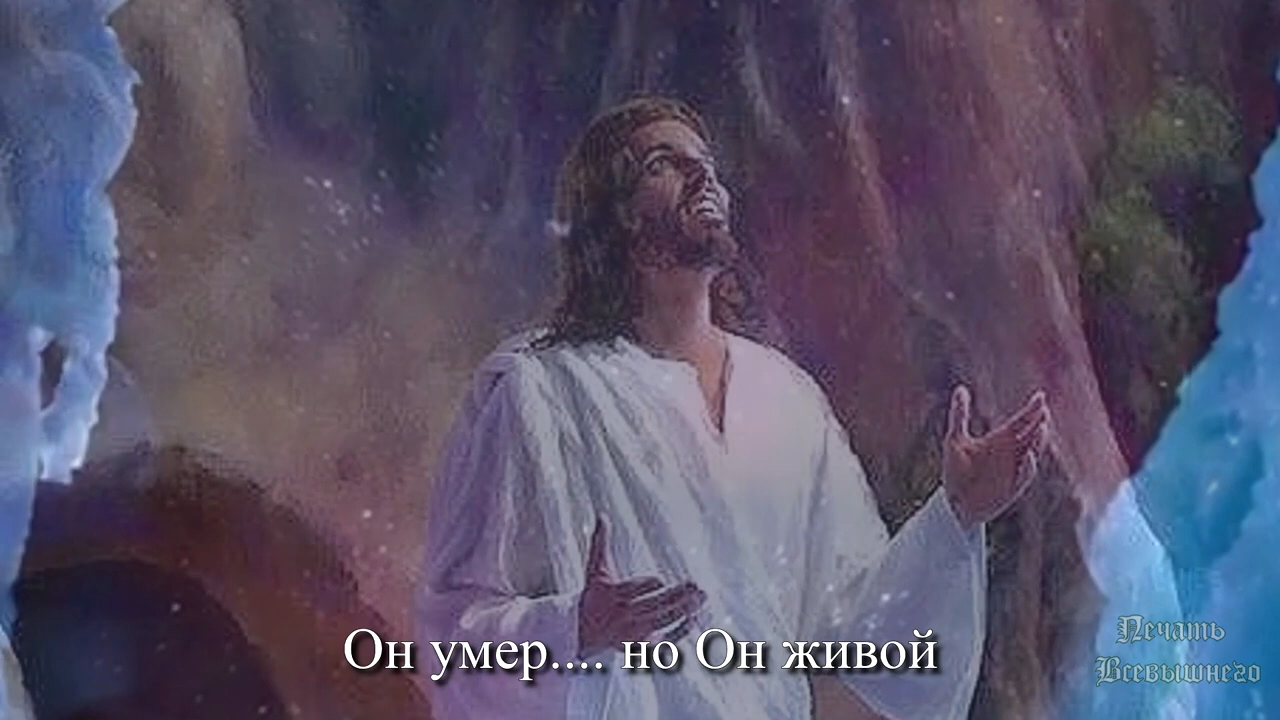 Он умер.... но Он живой
Печать
Всевышнего